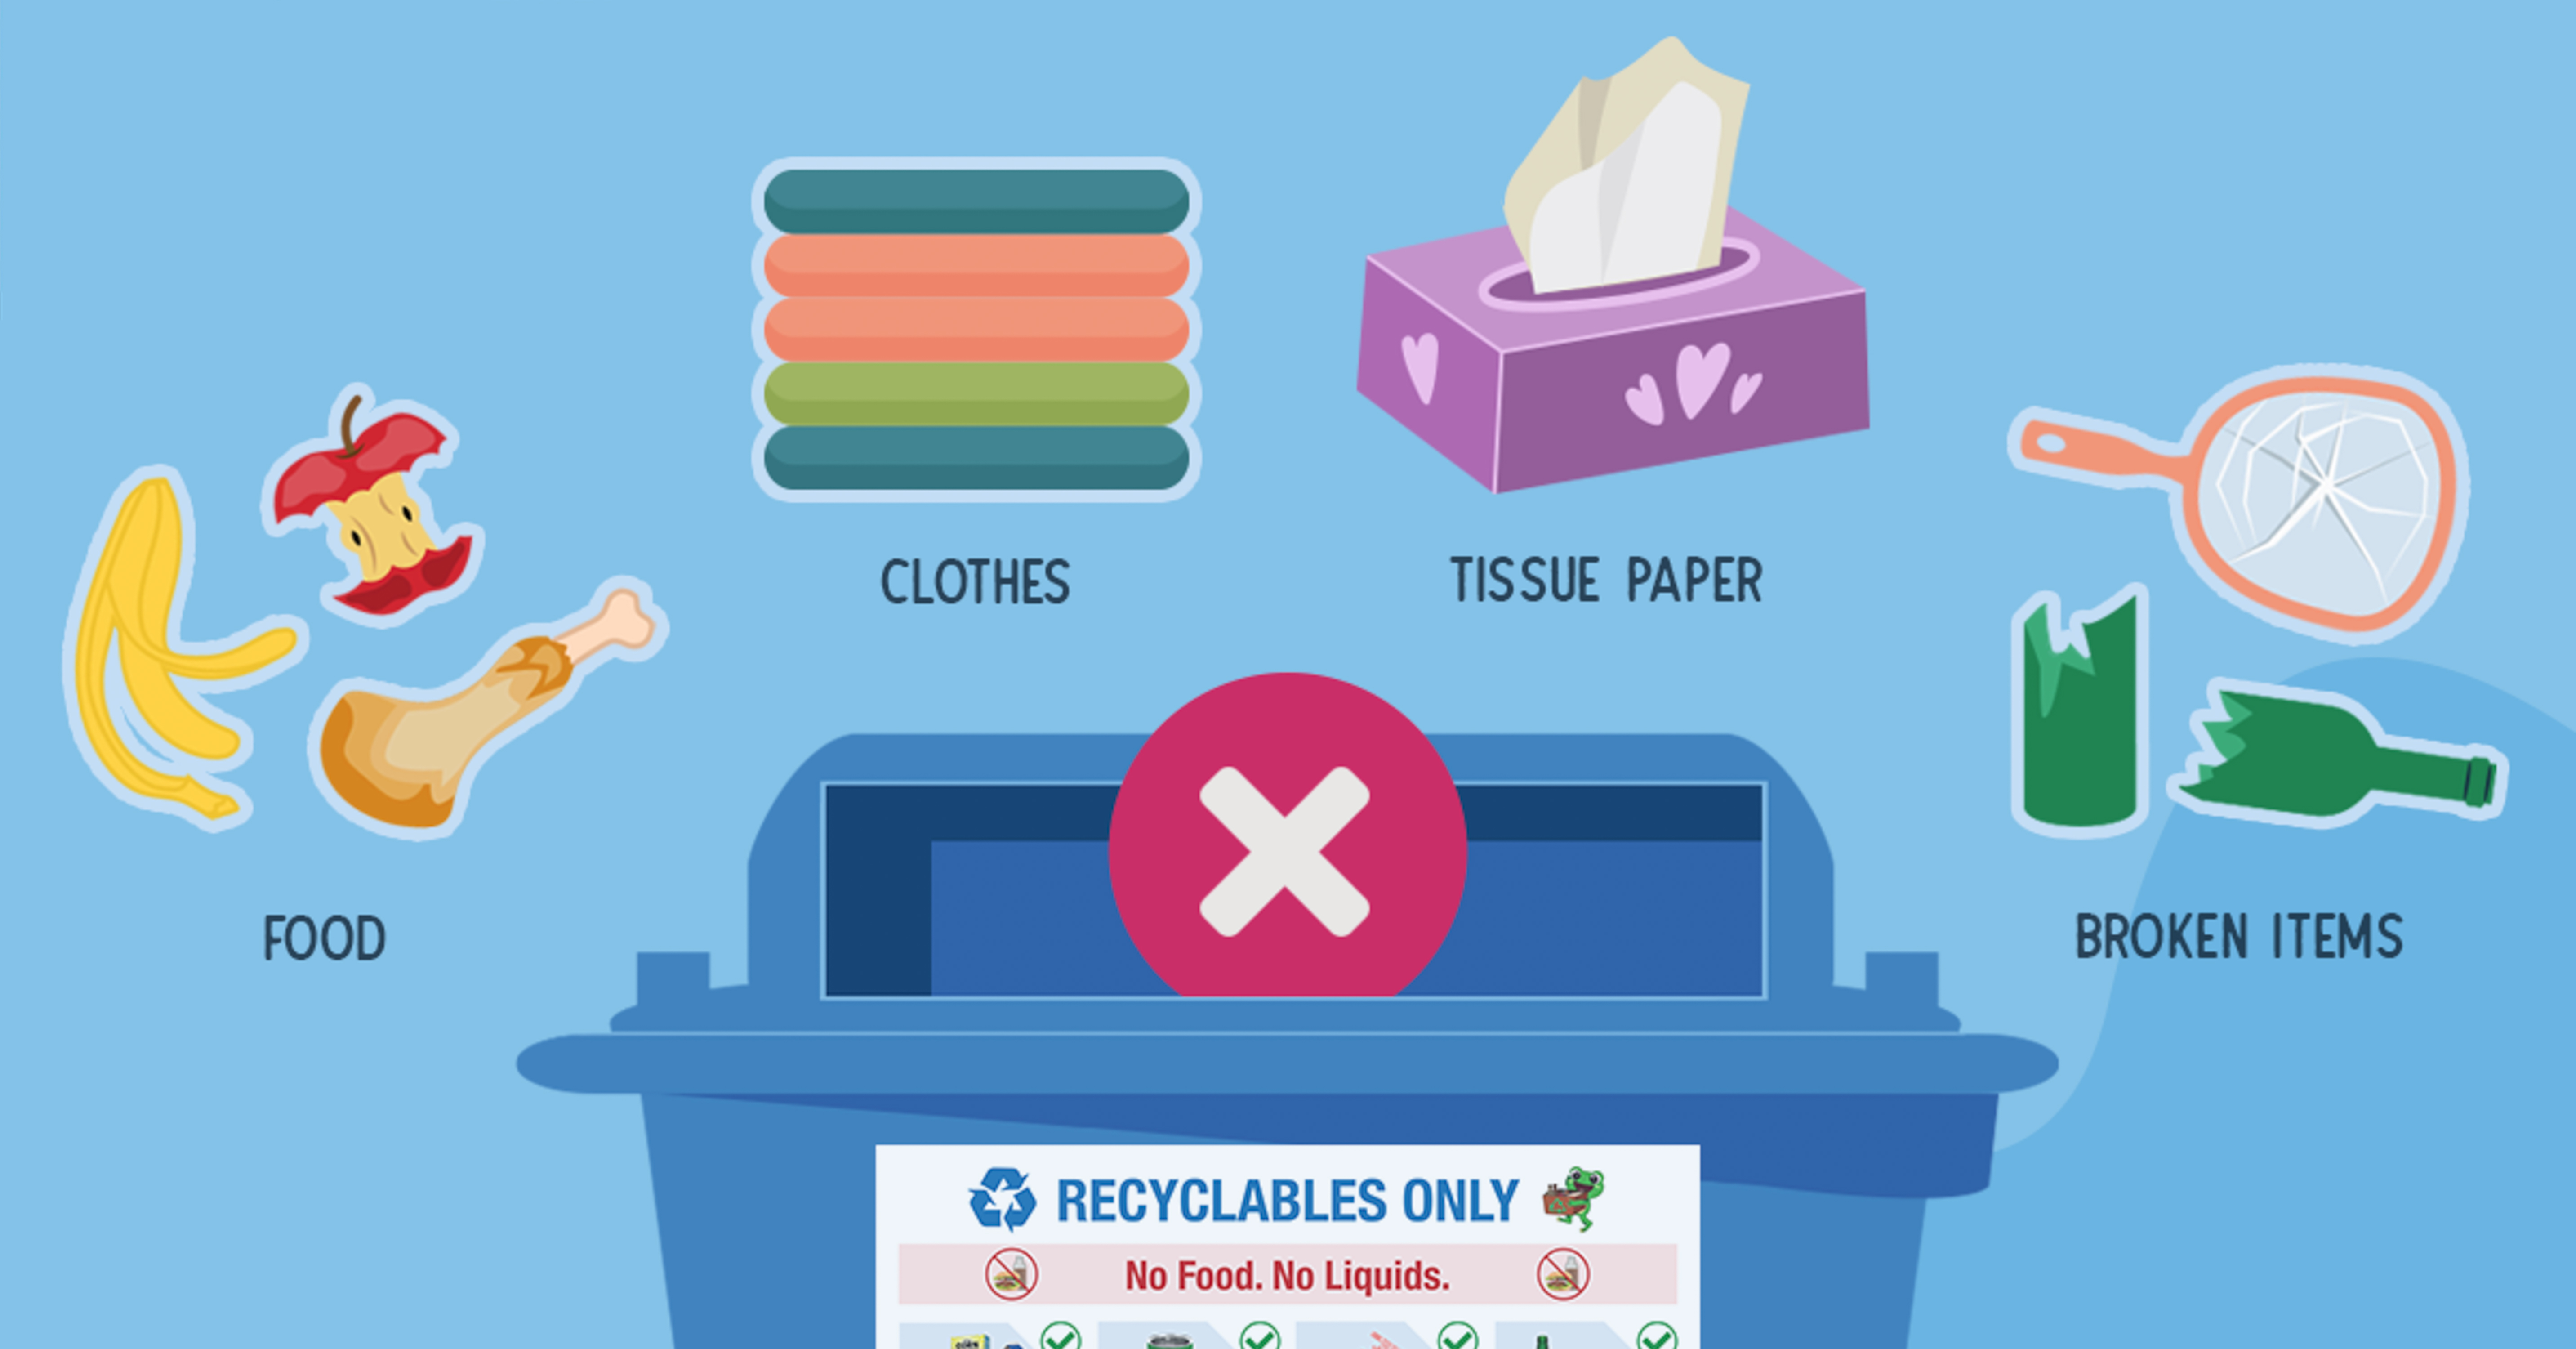 CLOTHES
TISSUE PAPER
FOOD
BROKEN ITEMS
RECYCLABLES ONLY
No Food. No Liquids.